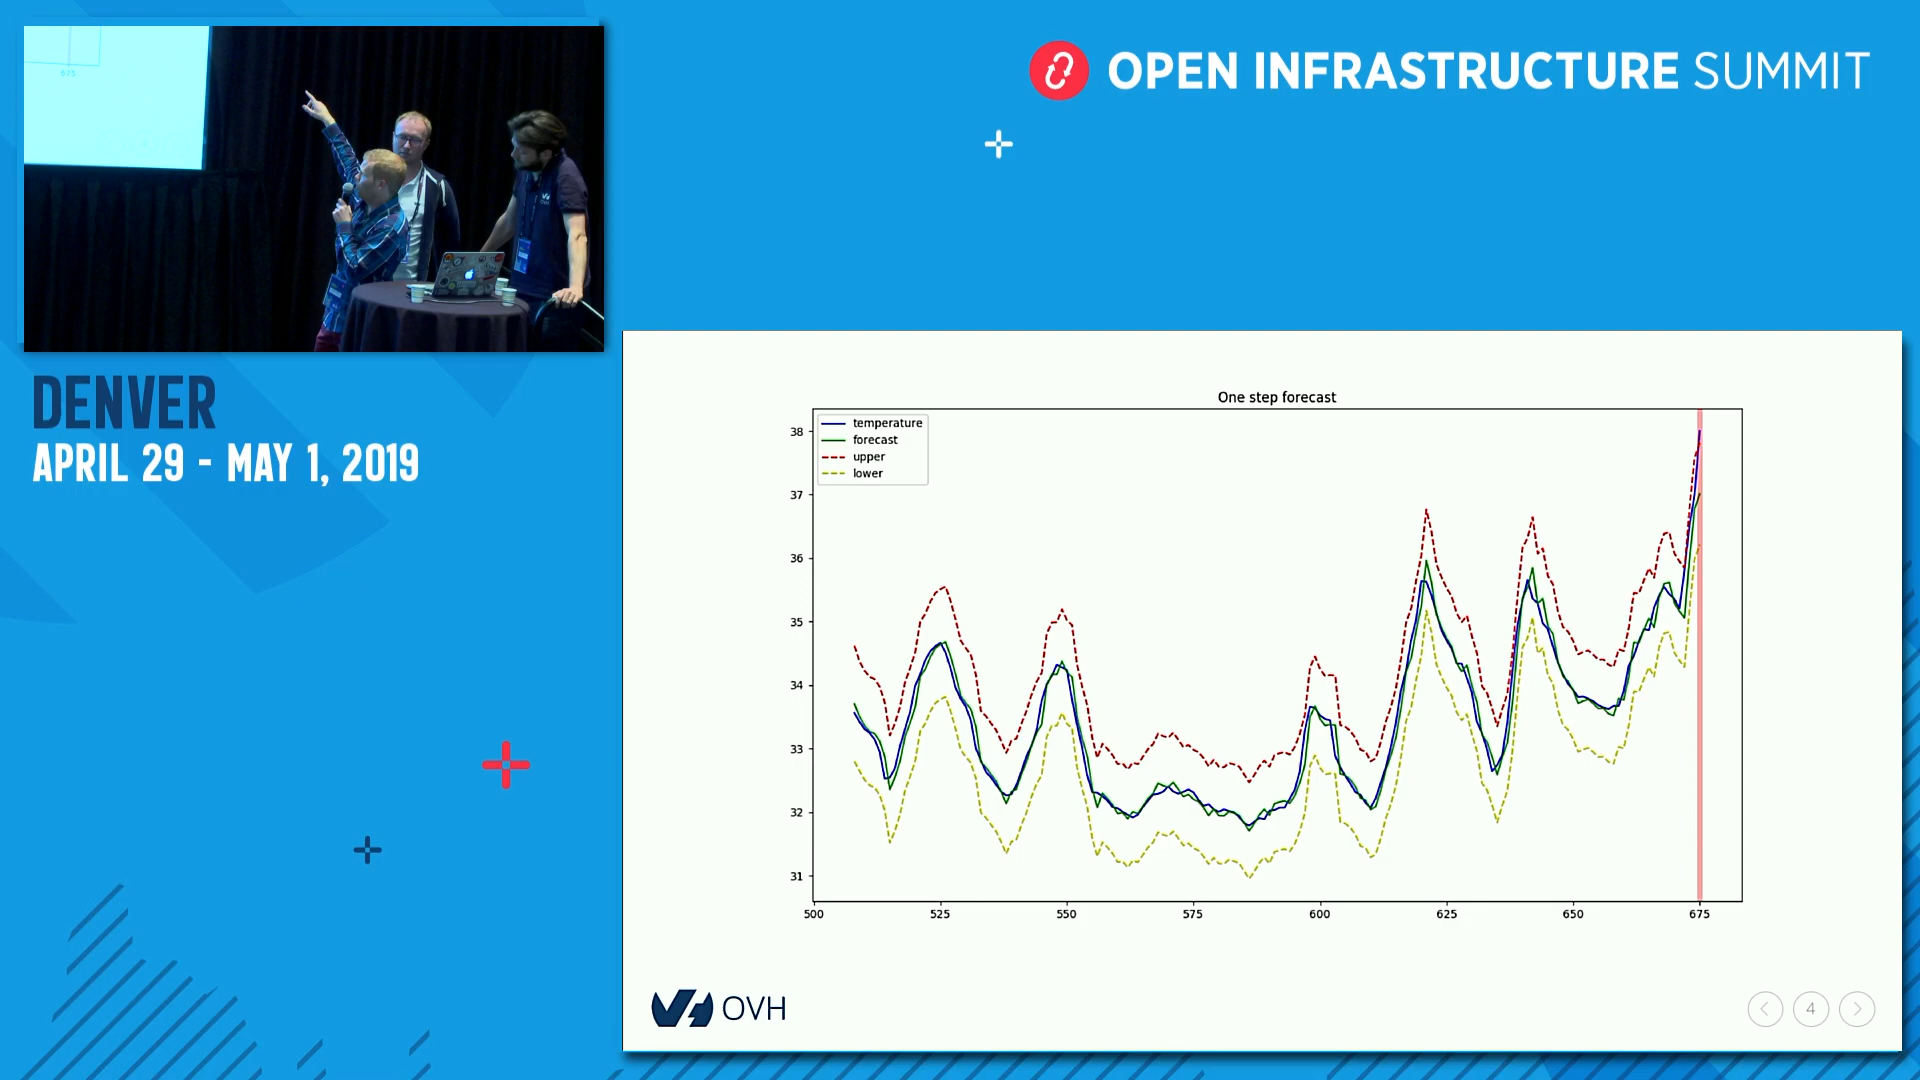 675
OPEN INFRASTRUCTURE SUMMIT
DENVER
APRIL 29 - MAY 1, 2019
One step forecast
temperature
forecast
upper
lower
38
37
36
35
34
33
32
31
500 525 550 575 600 625 650 675
OVH
4